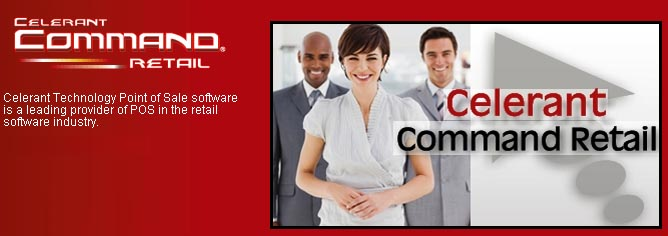 CELERANT
COMMAND®
RETAIL
Celerant Technology Point of Sale software
is a leading provider of POS in the retail
software industry.
Celerant
Command Retail